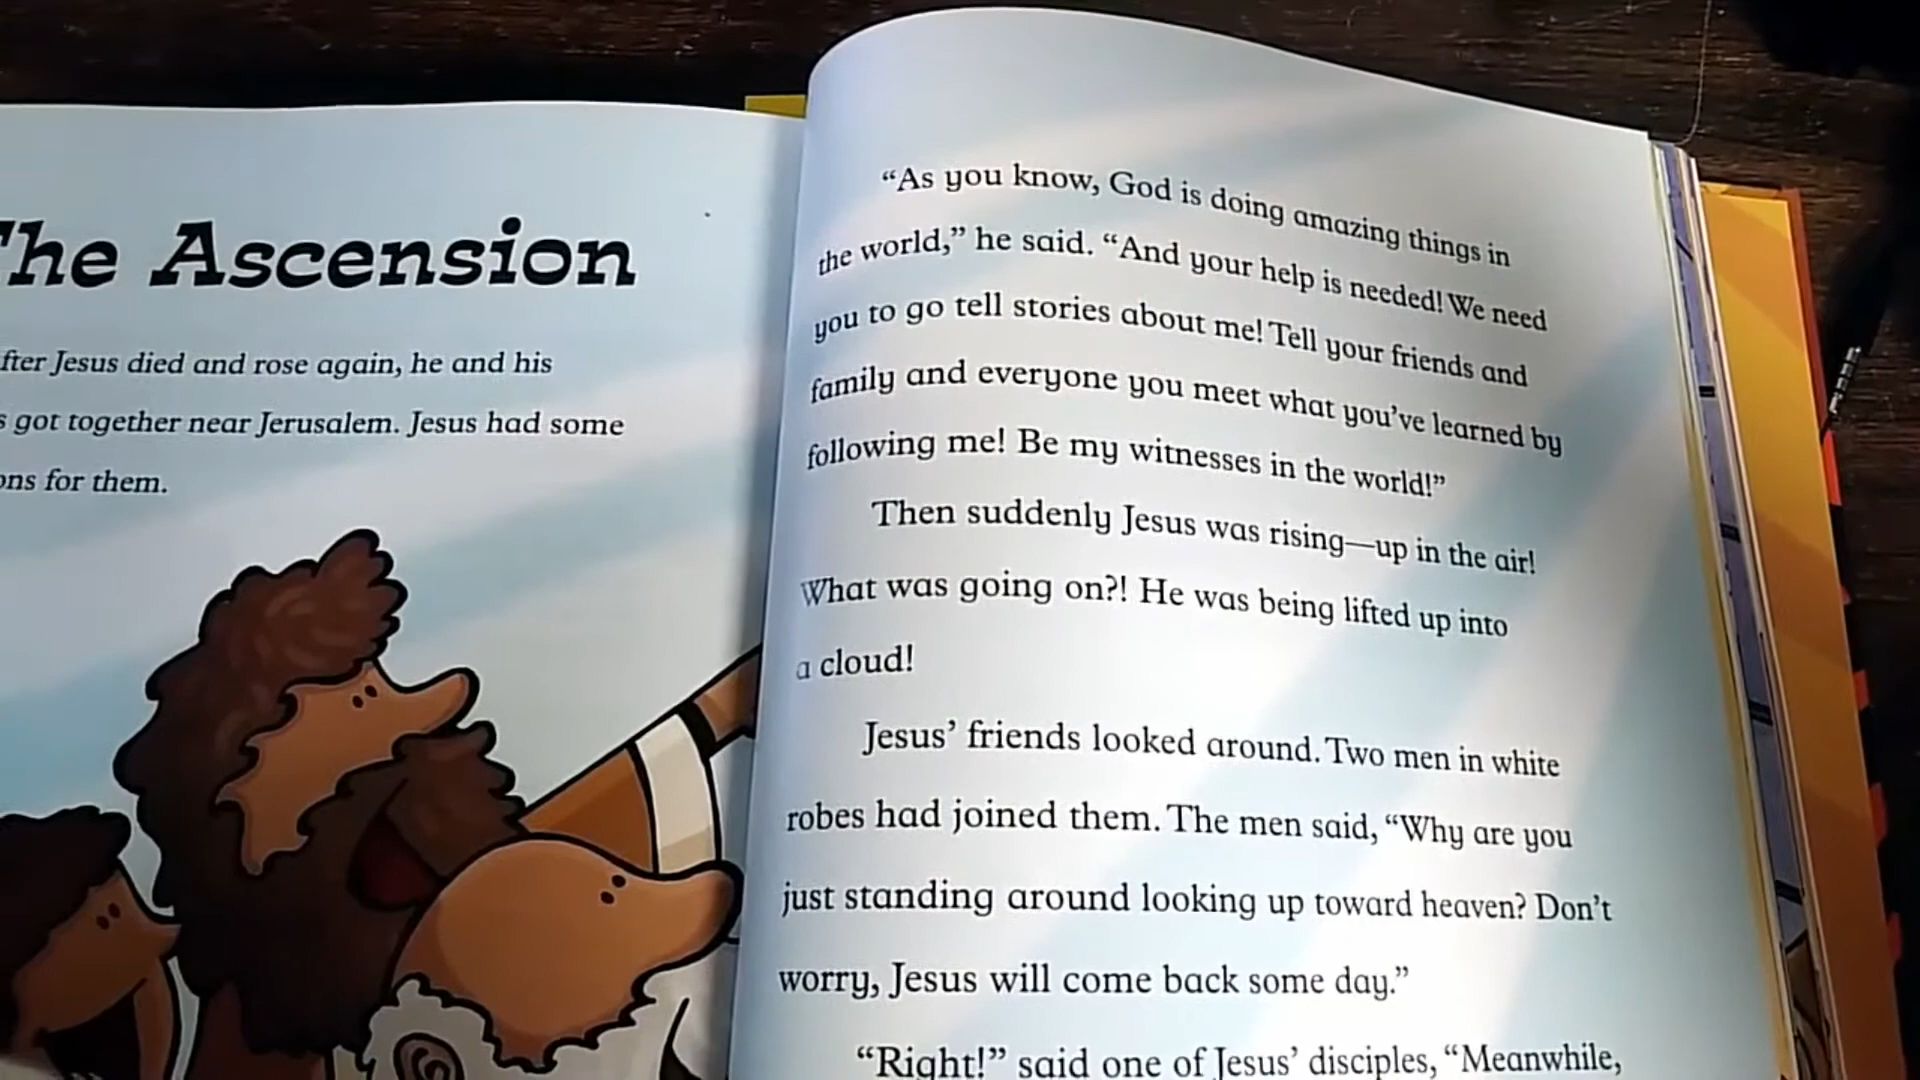 The Ascension
fter Jesus died and rose again, he and his
s got together near Jerusalem. Jesus had some
ons for them.
“As you know, God is doing amazing things in
the world,” he said. “And your help is needed! We need
you to go tell stories about me! Tell your friends and
family and everyone you meet what you’ve learned by
following me! Be my witnesses in the world!”
Then suddenly Jesus was rising—up in the air!
What was going on?! He was being lifted up into
a cloud!
Jesus’ friends looked around. Two men in white
robes had joined them. The men said, “Why are you
just standing around looking up toward heaven? Don’t
worry, Jesus will come back some day.”
“Right!” said one of Jesus’ disciples, “Meanwhile,